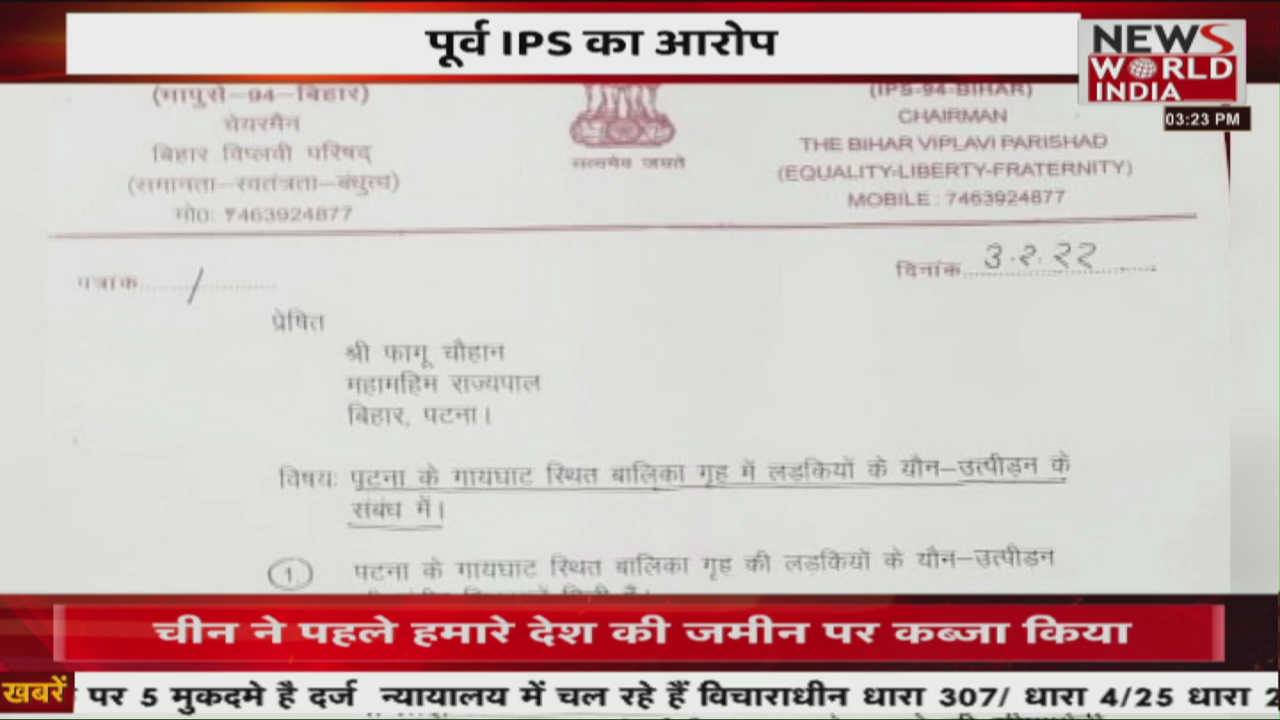 पूर्व IPS का आरोप
NEWS
WORLD
INDIA
03:23 PM
(भापुसे-94-बिहार)
चेयरमैन
बिहार विप्लवी परिषद्
(समानता-स्वतंत्रता-बंधुत्व)
मो0: 7463924877
सत्यमेव जयते
(IPS-94-BIHAR)
CHAIRMAN
THE BIHAR VIPLAVI PARISHAD
(EQUALITY-LIBERTY-FRATERNITY)
MOBILE : 7463924877
पत्रांक........./............
दिनांक ३.२.२२
प्रेषित
श्री फागू चौहान
महामहिम राज्यपाल
बिहार, पटना।
विषय: पटना के गायघाट स्थित बालिका गृह में लड़कियों के यौन-उत्पीड़न के
संबंध में।
1. पटना के गायघाट स्थित बालिका गृह की लड़कियों के यौन-उत्पीड़न
चीन ने पहले हमारे देश की जमीन पर कब्जा किया
खबरें पर 5 मुकदमे है दर्ज न्यायालय में चल रहे हैं विचाराधीन धारा 307/ धारा 4/25 धारा 2